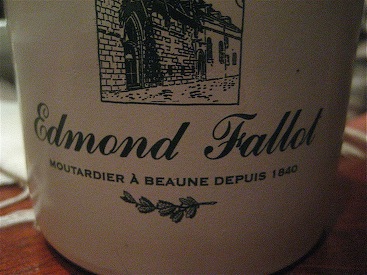 Edmond Fallot
MOUTARDIER À BEAUNE DEPUIS 1840